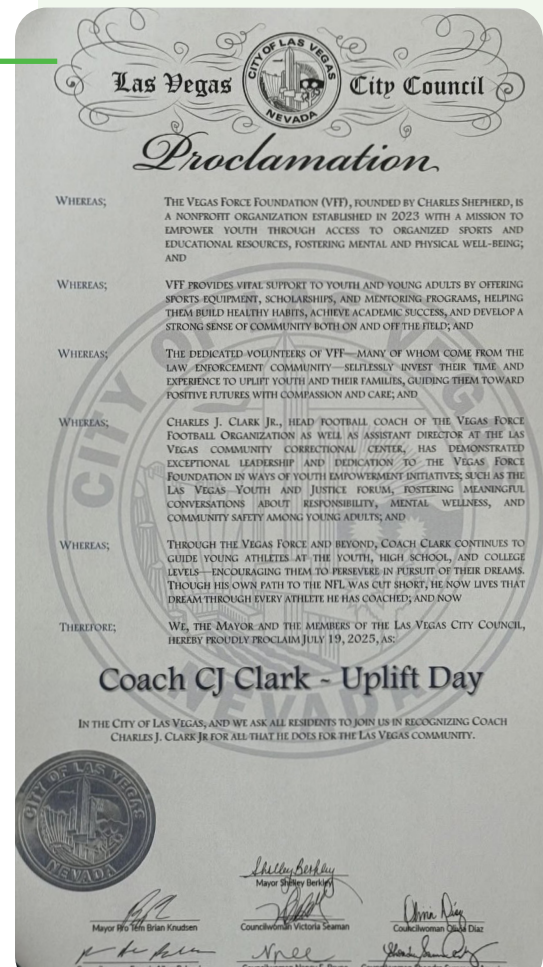 Las Vegas City Council
CITY OF LAS VEGAS
NEVADA
Proclamation
WHEREAS; THE VEGAS FORCE FOUNDATION (VFF), FOUNDED BY CHARLES SHEPHERD, IS
A NONPROFIT ORGANIZATION ESTABLISHED IN 2023 WITH A MISSION TO
EMPOWER YOUTH THROUGH ACCESS TO ORGANIZED SPORTS AND
EDUCATIONAL RESOURCES, FOSTERING MENTAL AND PHYSICAL WELL-BEING;
AND
WHEREAS; VFF PROVIDES VITAL SUPPORT TO YOUTH AND YOUNG ADULTS BY OFFERING
SPORTS EQUIPMENT, SCHOLARSHIPS, AND MENTORING PROGRAMS, HELPING
THEM BUILD HEALTHY HABITS, ACHIEVE ACADEMIC SUCCESS, AND DEVELOP A
STRONG SENSE OF COMMUNITY BOTH ON AND OFF THE FIELD; AND
WHEREAS; THE DEDICATED VOLUNTEERS OF VFF—MANY OF WHOM COME FROM THE
LAW ENFORCEMENT COMMUNITY—SELFLESSLY INVEST THEIR TIME AND
EXPERIENCE TO UPLIFT YOUTH AND THEIR FAMILIES, GUIDING THEM TOWARD
POSITIVE FUTURES WITH COMPASSION AND CARE; AND
WHEREAS; CHARLES J. CLARK JR., HEAD FOOTBALL COACH OF THE VEGAS FORCE
FOOTBALL ORGANIZATION AS WELL AS ASSISTANT DIRECTOR AT THE LAS
VEGAS COMMUNITY CORRECTIONAL CENTER, HAS DEMONSTRATED
EXCEPTIONAL LEADERSHIP AND DEDICATION TO THE VEGAS FORCE
FOUNDATION IN WAYS OF YOUTH EMPOWERMENT INITIATIVES; SUCH AS THE
LAS VEGAS YOUTH AND JUSTICE FORUM, FOSTERING MEANINGFUL
CONVERSATIONS ABOUT RESPONSIBILITY, MENTAL WELLNESS, AND
COMMUNITY SAFETY AMONG YOUNG ADULTS; AND
WHEREAS; THROUGH THE VEGAS FORCE AND BEYOND, COACH CLARK CONTINUES TO
GUIDE YOUNG ATHLETES AT THE YOUTH, HIGH SCHOOL, AND COLLEGE
LEVELS—ENCOURAGING THEM TO PERSEVERE IN PURSUIT OF THEIR DREAMS.
THOUGH HIS OWN PATH TO THE NFL WAS CUT SHORT, HE NOW LIVES THAT
DREAM THROUGH EVERY ATHLETE HE HAS COACHED; AND NOW
THEREFORE; WE, THE MAYOR AND THE MEMBERS OF THE LAS VEGAS CITY COUNCIL,
HEREBY PROUDLY PROCLAIM JULY 19, 2025, AS:
Coach CJ Clark - Uplift Day
IN THE CITY OF LAS VEGAS, AND WE ASK ALL RESIDENTS TO JOIN US IN RECOGNIZING COACH
CHARLES J. CLARK JR FOR ALL THAT HE DOES FOR THE LAS VEGAS COMMUNITY.
CITY OF LAS VEGAS
NEVADA
CITY OF LAS VEGAS
NEVADA
Shelley Berkley
Mayor Shelley Berkley
Mayor Pro Tem Brian Knudsen
Councilwoman Victoria Seaman
Olivia Díaz
Councilwoman Olivia Díaz